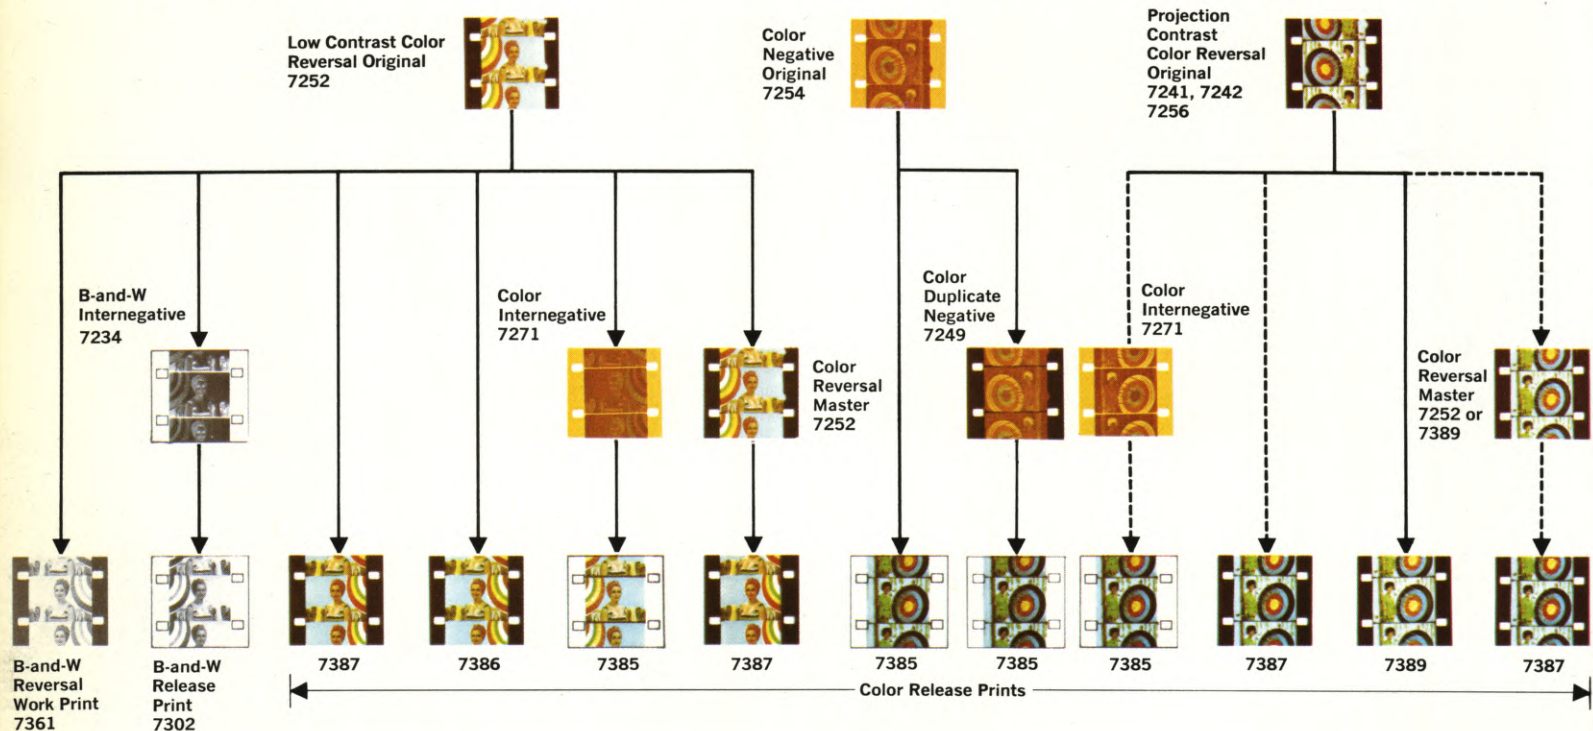 Low Contrast Color
Reversal Original
7252
Color
Negative
Original
7254
Projection
Contrast
Color Reversal
Original
7241, 7242
7256
B-and-W
Internegative
7234
Color
Internegative
7271
Color
Reversal
Master
7252
Color
Duplicate
Negative
7249
Color
Internegative
7271
Color
Reversal
Master
7252 or
7389
B-and-W
Reversal
Work Print
7361
B-and-W
Release
Print
7302
7387
7386
7385
7387
7385
7385
7385
7387
7389
7387
Color Release Prints